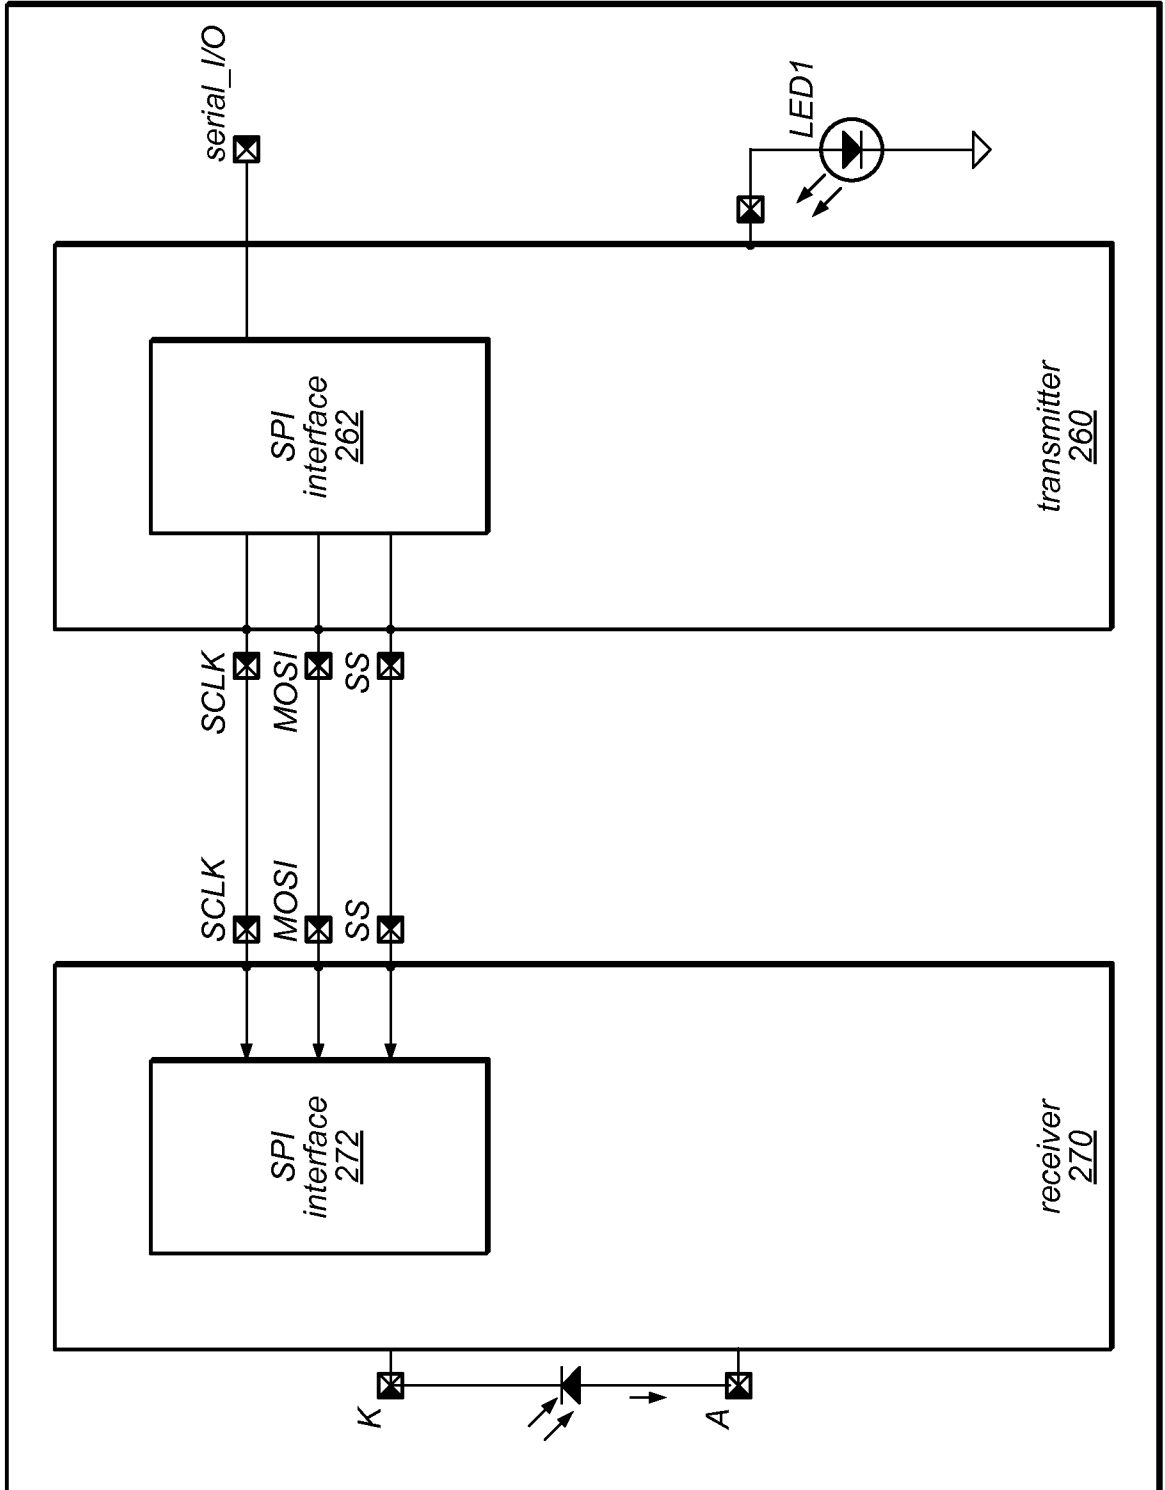 K
A
SPI
interface
272
receiver
270
SCLK
MOSI
SS
SCLK
MOSI
SS
SPI
interface
262
transmitter
260
serial_I/O
LED1